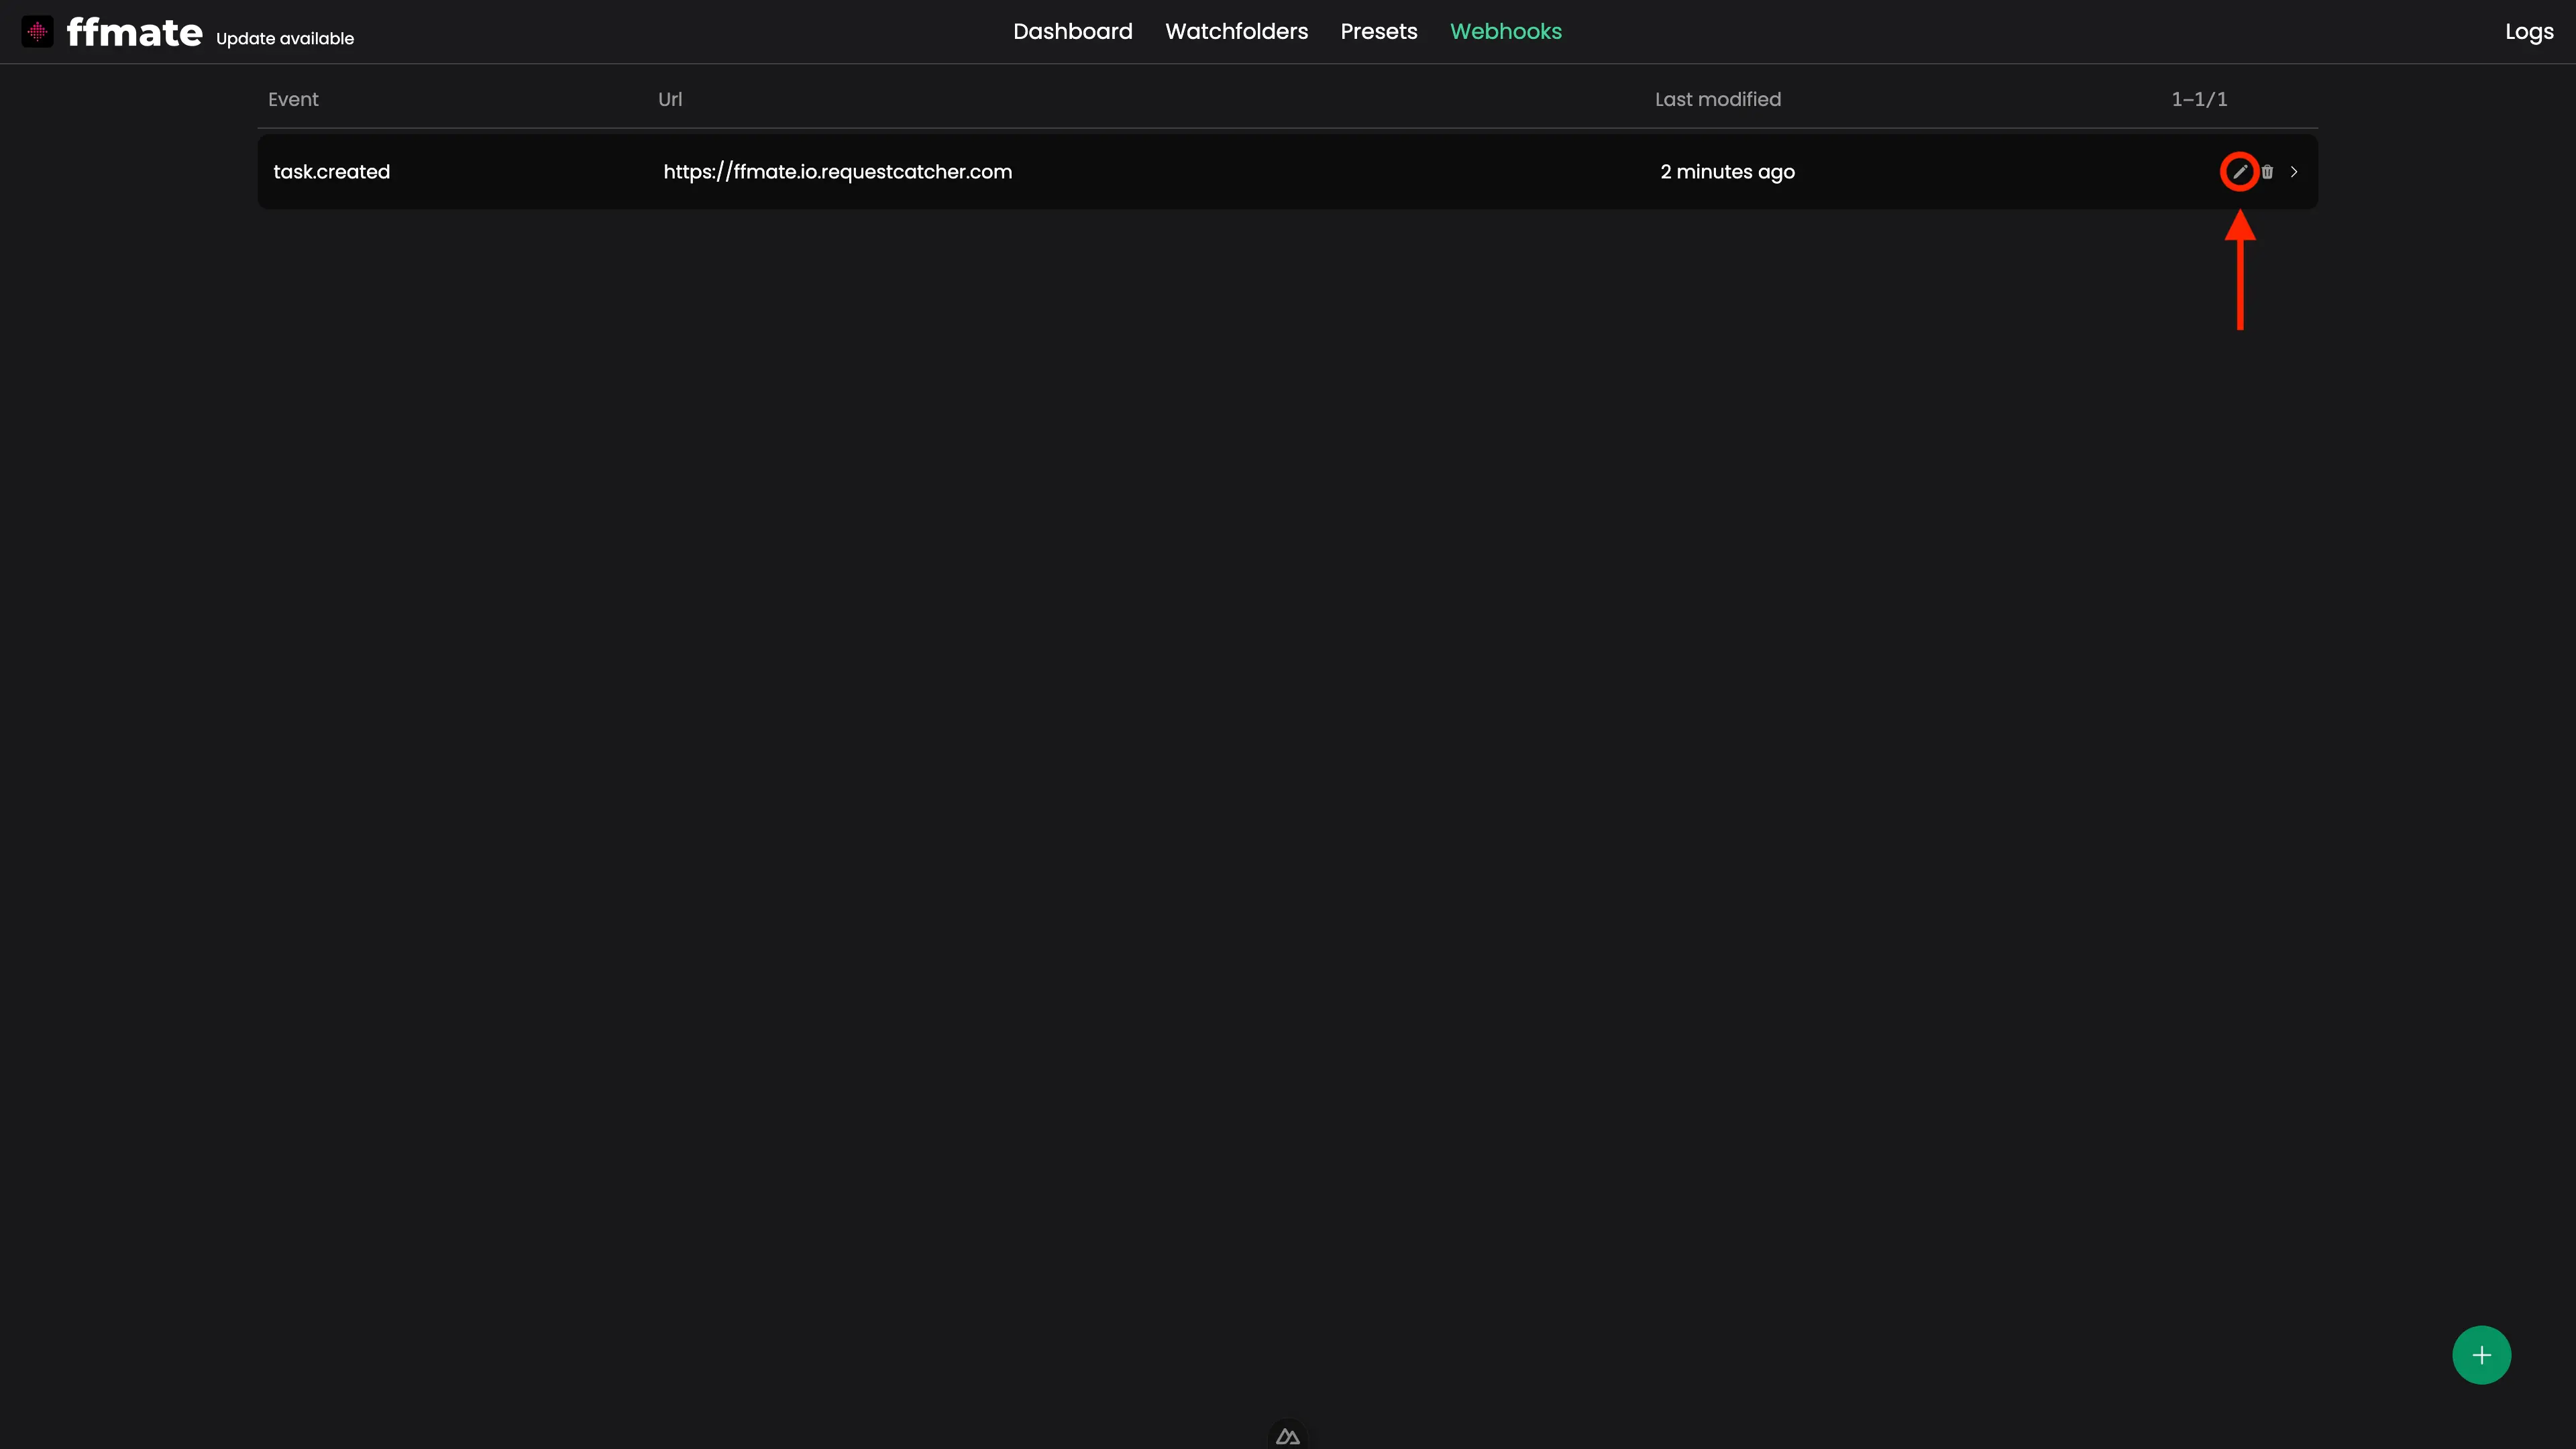 ffmate Update available Dashboard Watchfolders Presets Webhooks Logs
Event Url Last modified 1–1/1
task.created https://ffmate.io.requestcatcher.com 2 minutes ago